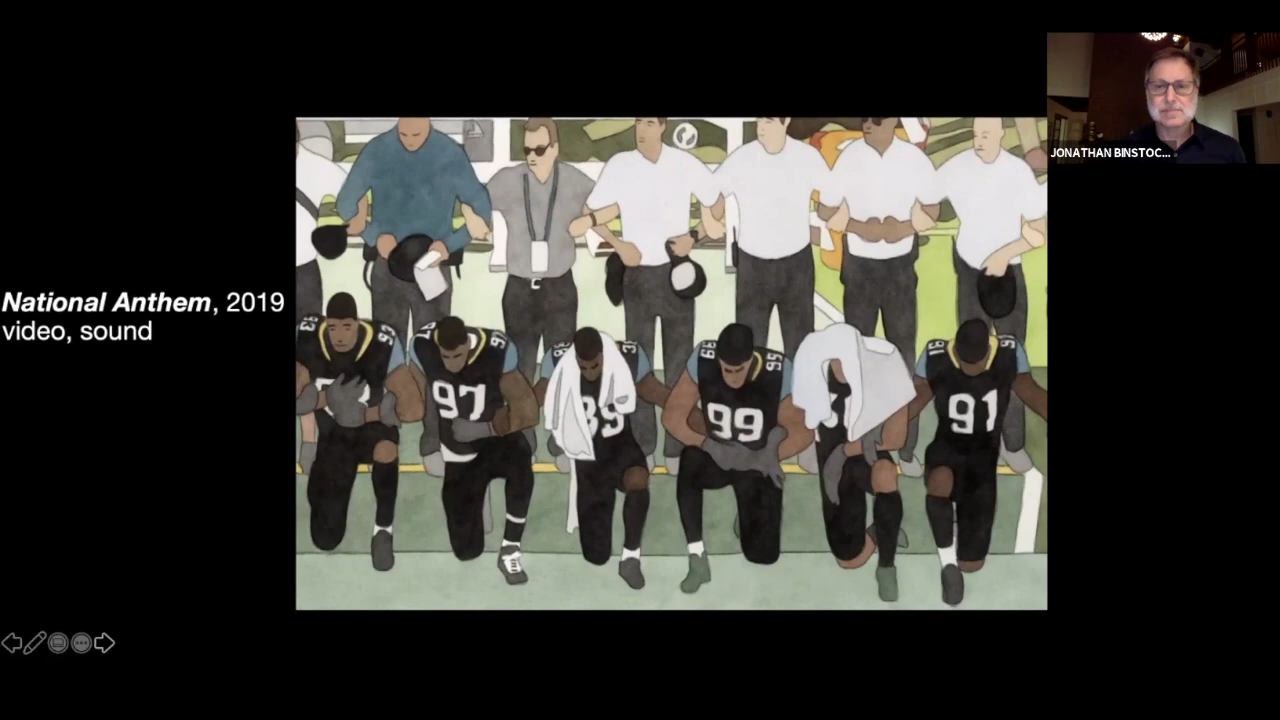 JONATHAN BINSTOC...
National Anthem, 2019
video, sound
97
99
91